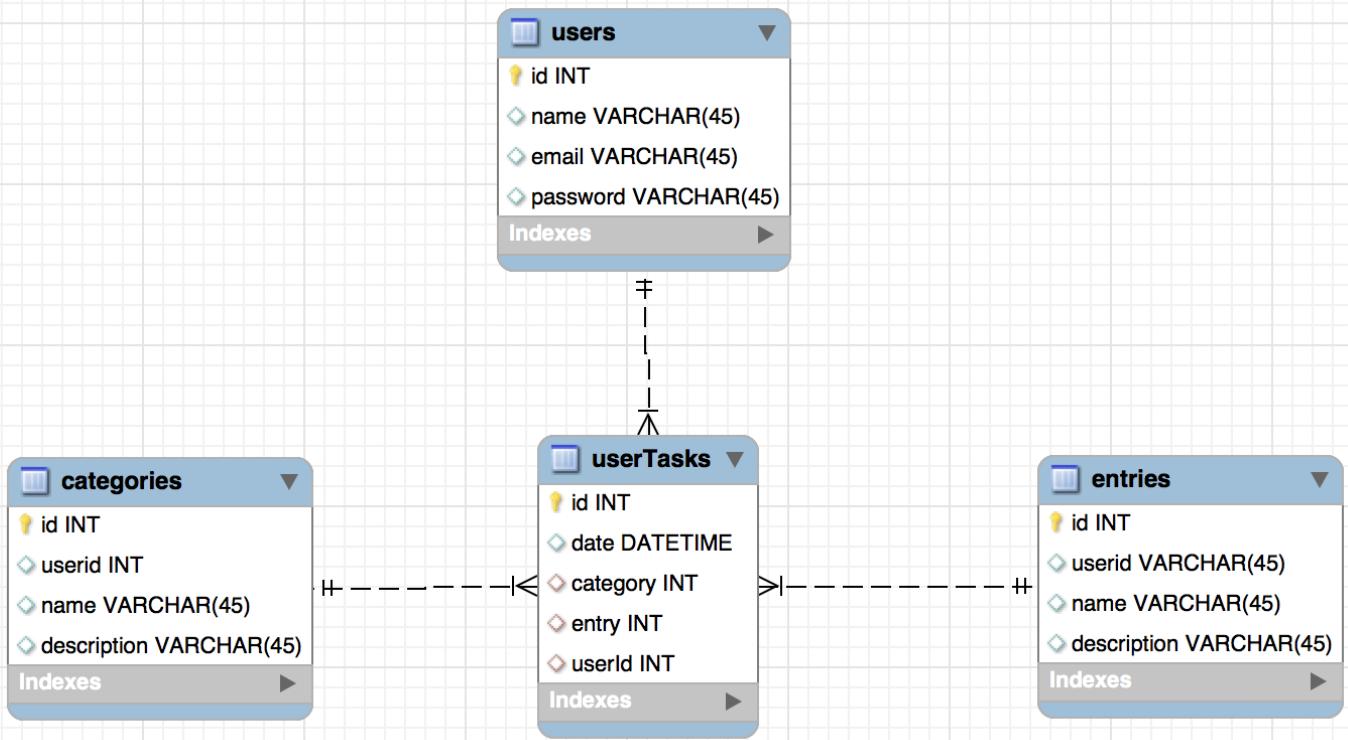 users
id INT
name VARCHAR(45)
email VARCHAR(45)
password VARCHAR(45)
Indexes
categories
id INT
userid INT
name VARCHAR(45)
description VARCHAR(45)
Indexes
userTasks
id INT
date DATETIME
category INT
entry INT
userId INT
Indexes
entries
id INT
userid VARCHAR(45)
name VARCHAR(45)
description VARCHAR(45)
Indexes